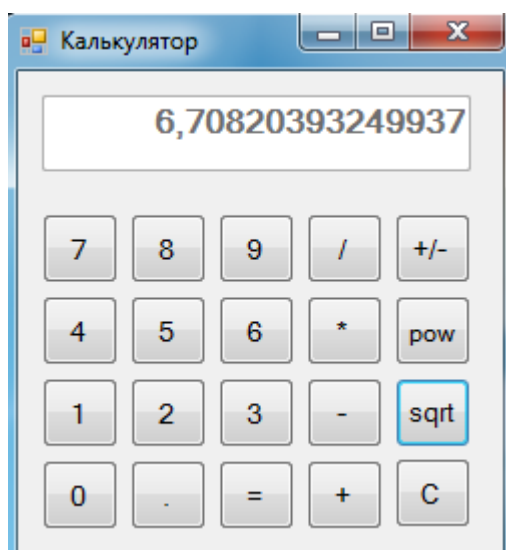 Калькулятор
6,70820393249937
7 8 9 / +/-
4 5 6 * pow
1 2 3 - sqrt
0 . = + C